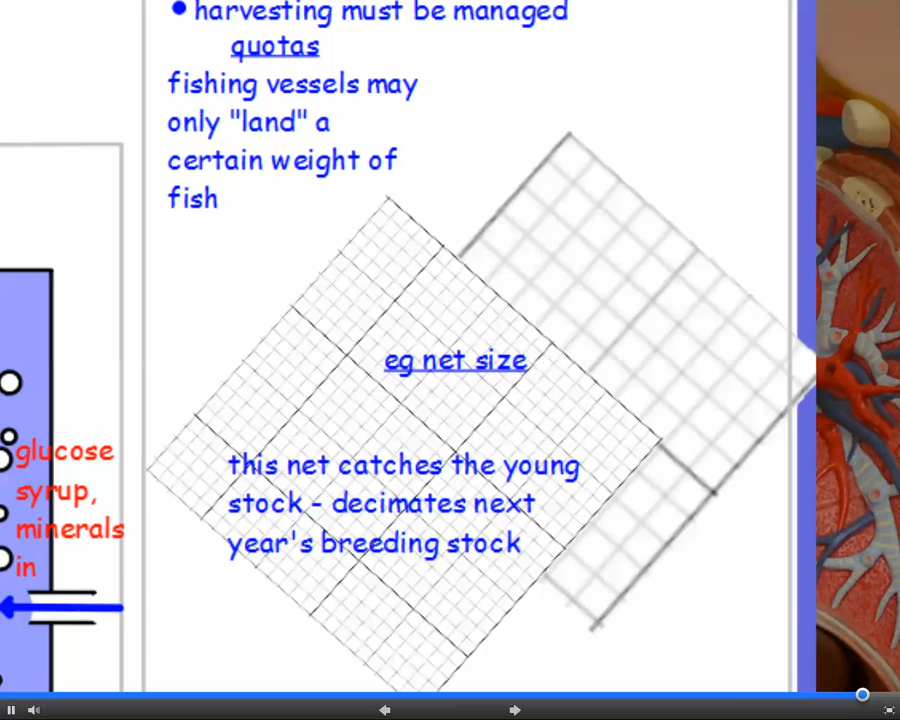 harvesting must be managed
quotas
fishing vessels may
only "land" a
certain weight of
fish
eg net size
this net catches the young
stock - decimates next
year's breeding stock
glucose
syrup,
minerals
in